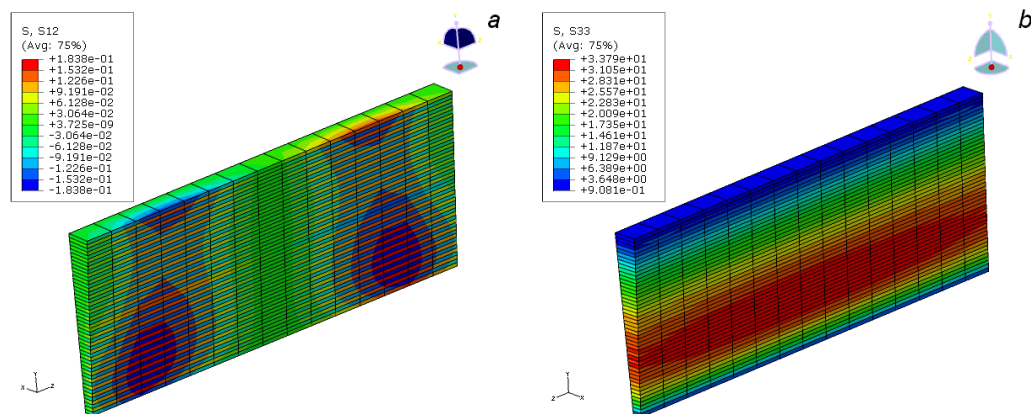 a
S, S12
(Avg: 75%)
+1.838e-01
+1.532e-01
+1.226e-01
+9.191e-02
+6.128e-02
+3.064e-02
+3.725e-09
-3.064e-02
-6.128e-02
-9.191e-02
-1.226e-01
-1.532e-01
-1.838e-01
Y
X
Z
Y
X
Z
b
S, S33
(Avg: 75%)
+3.379e+01
+3.105e+01
+2.831e+01
+2.557e+01
+2.283e+01
+2.009e+01
+1.735e+01
+1.461e+01
+1.187e+01
+9.129e+00
+6.389e+00
+3.648e+00
+9.081e-01
Y
Z
X
Y
Z
X